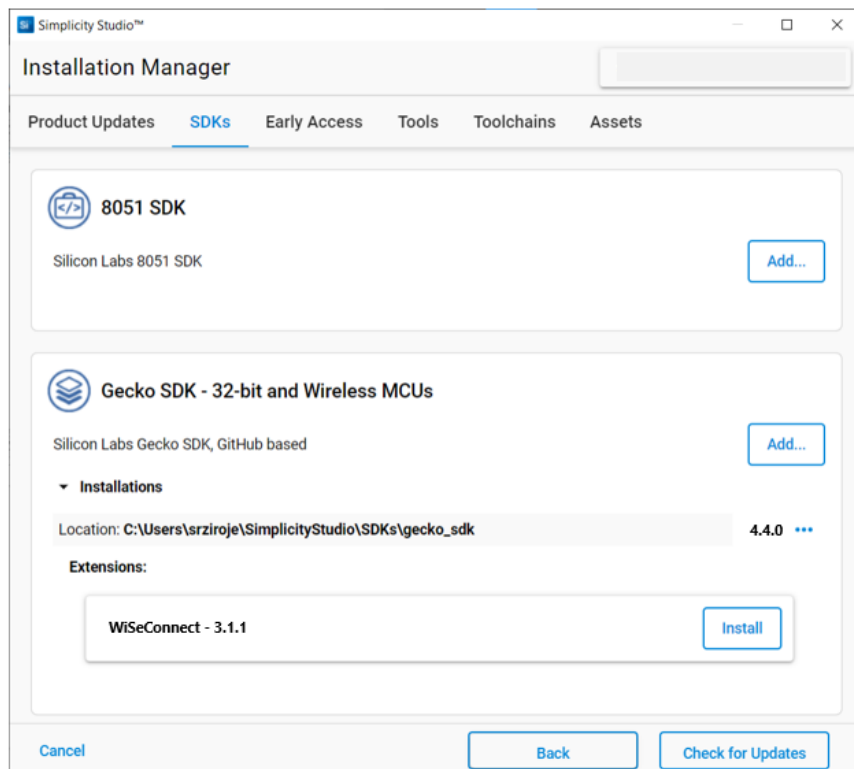 Si Simplicity Studio™
Installation Manager
Product Updates SDKs Early Access Tools Toolchains Assets
8051 SDK
Silicon Labs 8051 SDK
Add...
Gecko SDK - 32-bit and Wireless MCUs
Silicon Labs Gecko SDK, GitHub based
Add...
Installations
Location: C:\Users\srziroje\SimplicityStudio\SDKs\gecko_sdk 4.4.0
Extensions:
WiSeConnect - 3.1.1 Install
Cancel Back Check for Updates